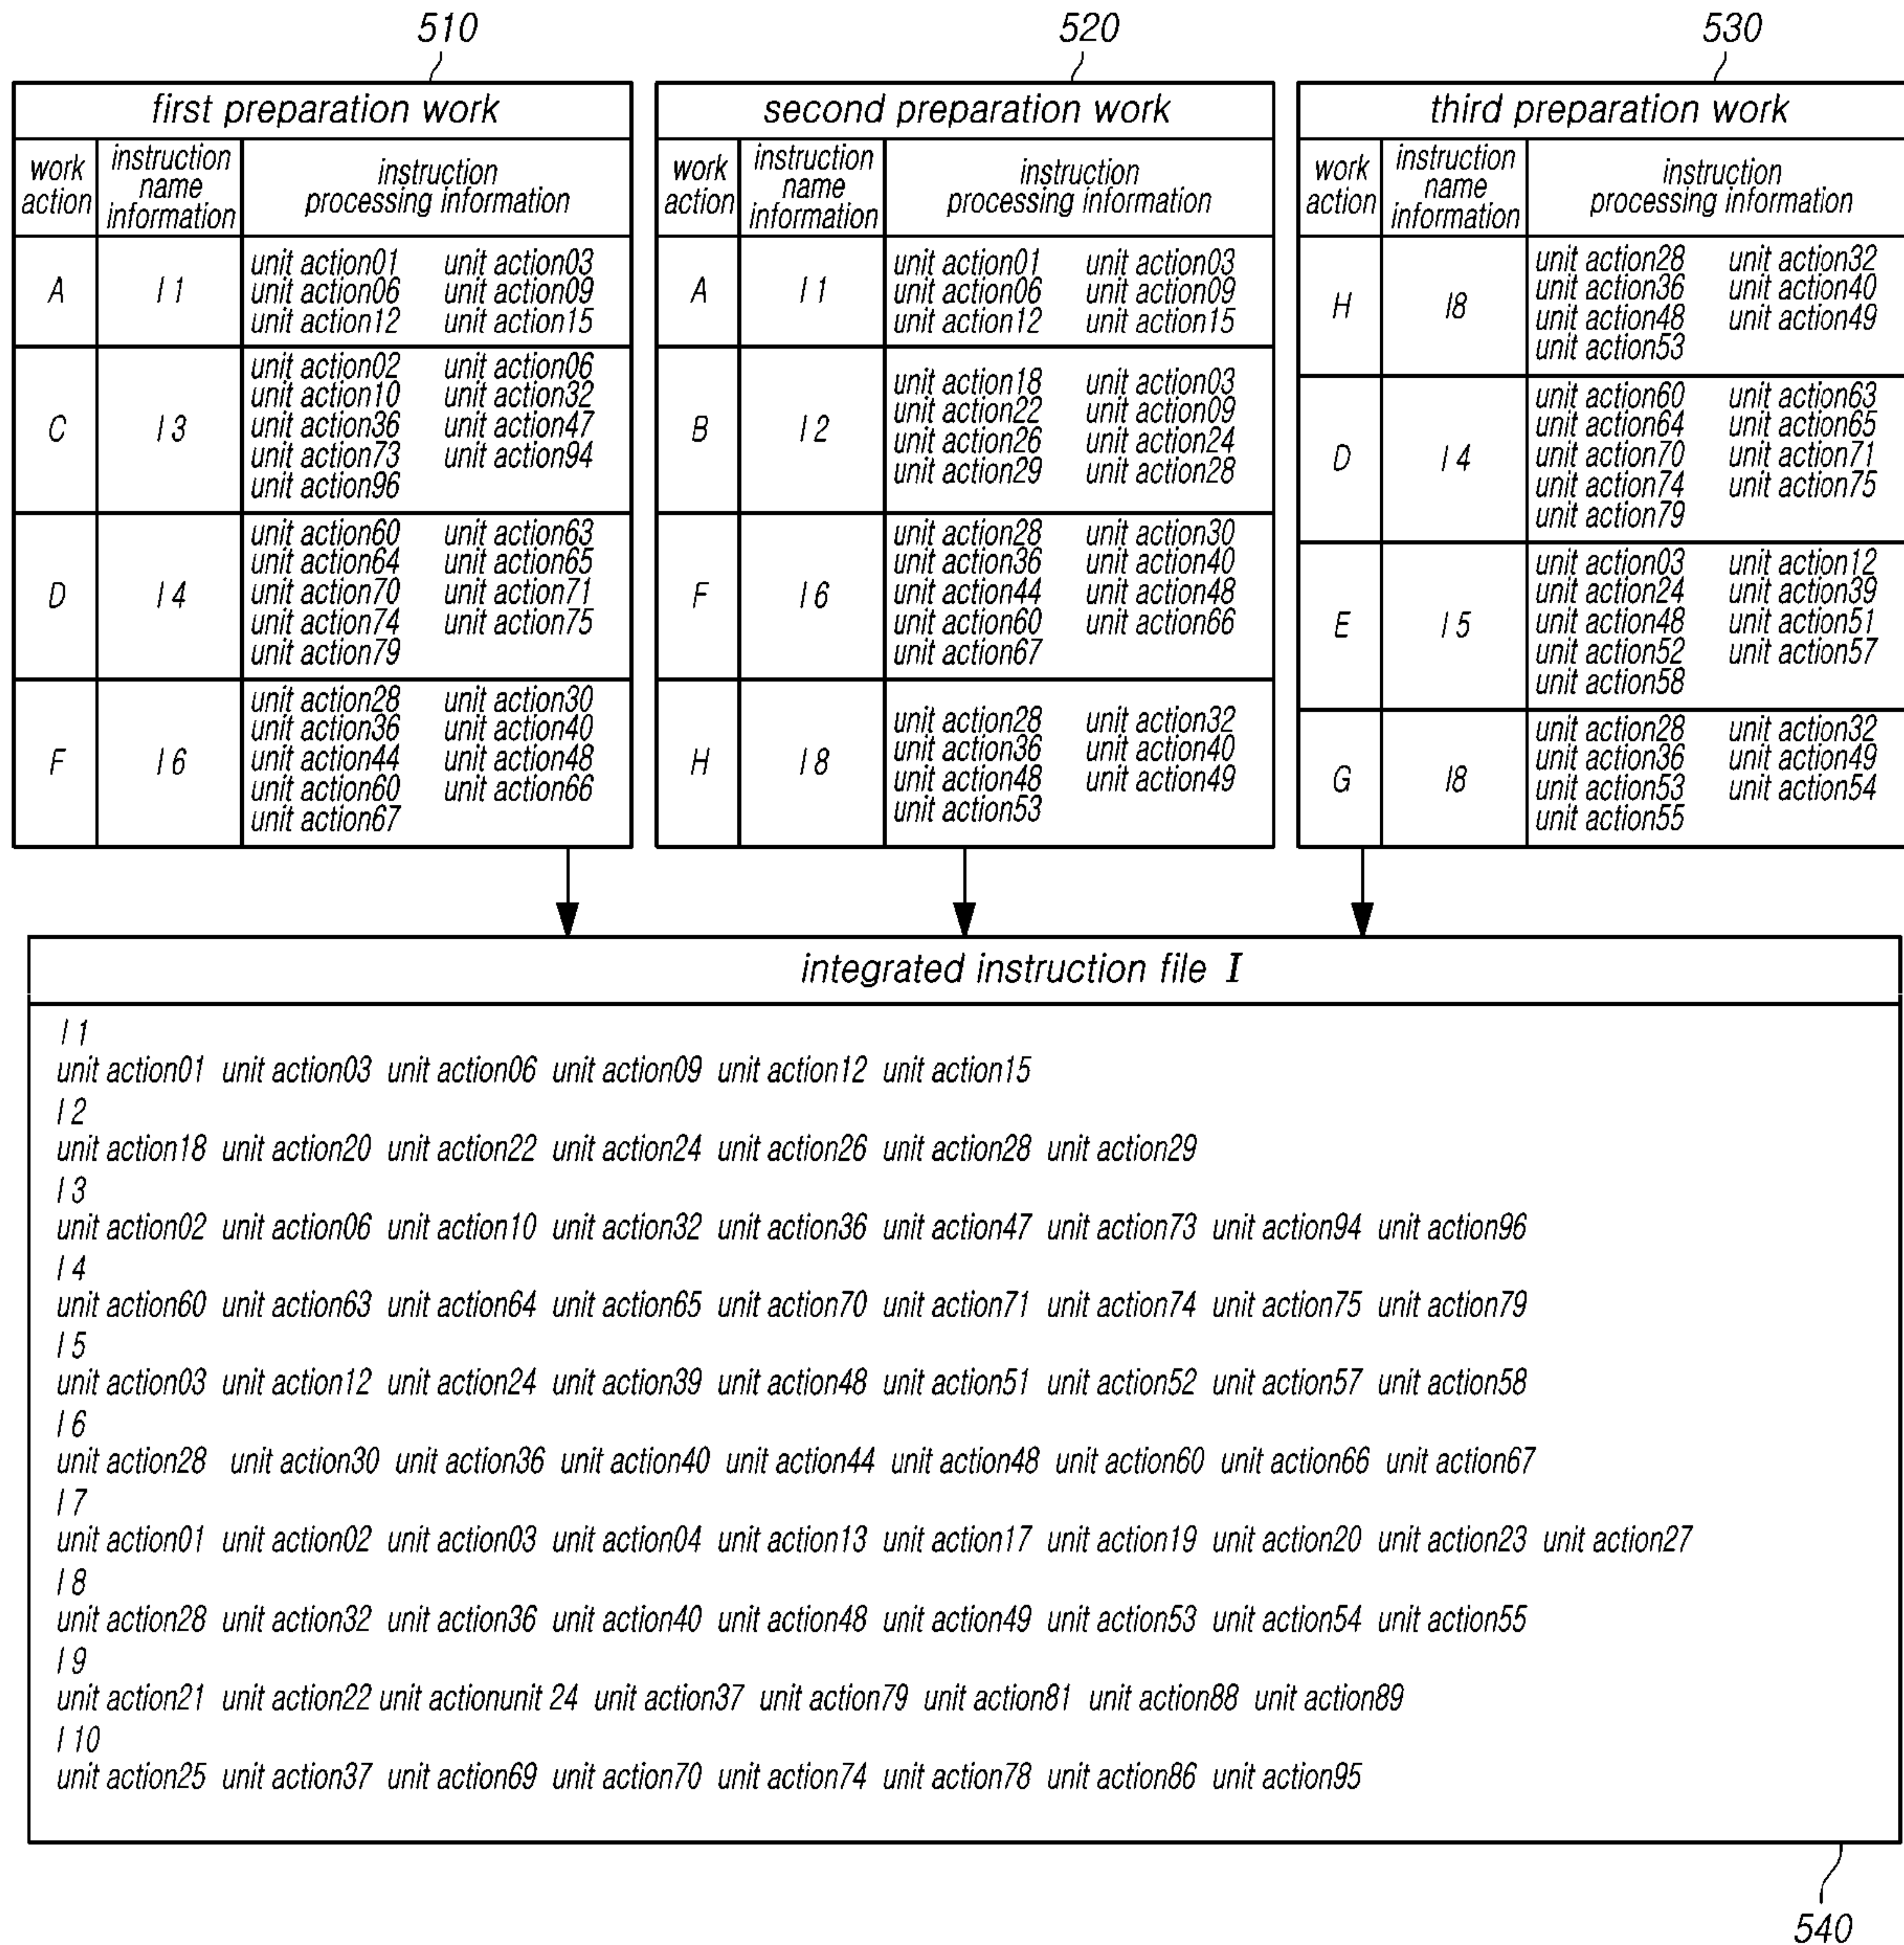 510
520
530
first preparation work
work action
instruction name information
instruction processing information
A
I 1
unit action01 unit action03
unit action06 unit action09
unit action12 unit action15
C
I 3
unit action02 unit action06
unit action10 unit action32
unit action36 unit action47
unit action73 unit action94
unit action96
D
I 4
unit action60 unit action63
unit action64 unit action65
unit action70 unit action71
unit action74 unit action75
unit action79
F
I 6
unit action28 unit action30
unit action36 unit action40
unit action44 unit action48
unit action60 unit action66
unit action67
second preparation work
work action
instruction name information
instruction processing information
A
I 1
unit action01 unit action03
unit action06 unit action09
unit action12 unit action15
B
I 2
unit action18 unit action03
unit action22 unit action09
unit action26 unit action24
unit action29 unit action28
F
I 6
unit action28 unit action30
unit action36 unit action40
unit action44 unit action48
unit action60 unit action66
unit action67
H
I 8
unit action28 unit action32
unit action36 unit action40
unit action48 unit action49
unit action53
third preparation work
work action
instruction name information
instruction processing information
H
I8
unit action28 unit action32
unit action36 unit action40
unit action48 unit action49
unit action53
D
I 4
unit action60 unit action63
unit action64 unit action65
unit action70 unit action71
unit action74 unit action75
unit action79
E
I 5
unit action03 unit action12
unit action24 unit action39
unit action48 unit action51
unit action52 unit action57
unit action58
G
I8
unit action28 unit action32
unit action36 unit action49
unit action53 unit action54
unit action55
integrated instruction file I
I 1
unit action01 unit action03 unit action06 unit action09 unit action12 unit action15
I 2
unit action18 unit action20 unit action22 unit action24 unit action26 unit action28 unit action29
I 3
unit action02 unit action06 unit action10 unit action32 unit action36 unit action47 unit action73 unit action94 unit action96
I 4
unit action60 unit action63 unit action64 unit action65 unit action70 unit action71 unit action74 unit action75 unit action79
I 5
unit action03 unit action12 unit action24 unit action39 unit action48 unit action51 unit action52 unit action57 unit action58
I 6
unit action28 unit action30 unit action36 unit action40 unit action44 unit action48 unit action60 unit action66 unit action67
I 7
unit action01 unit action02 unit action03 unit action04 unit action13 unit action17 unit action19 unit action20 unit action23 unit action27
I 8
unit action28 unit action32 unit action36 unit action40 unit action48 unit action49 unit action53 unit action54 unit action55
I 9
unit action21 unit action22 unit actionunit 24 unit action37 unit action79 unit action81 unit action88 unit action89
I 10
unit action25 unit action37 unit action69 unit action70 unit action74 unit action78 unit action86 unit action95
540